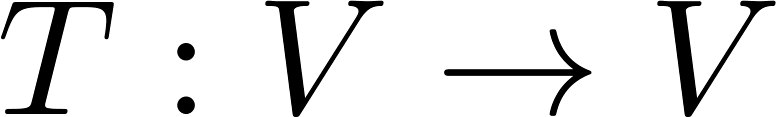 T : V → V